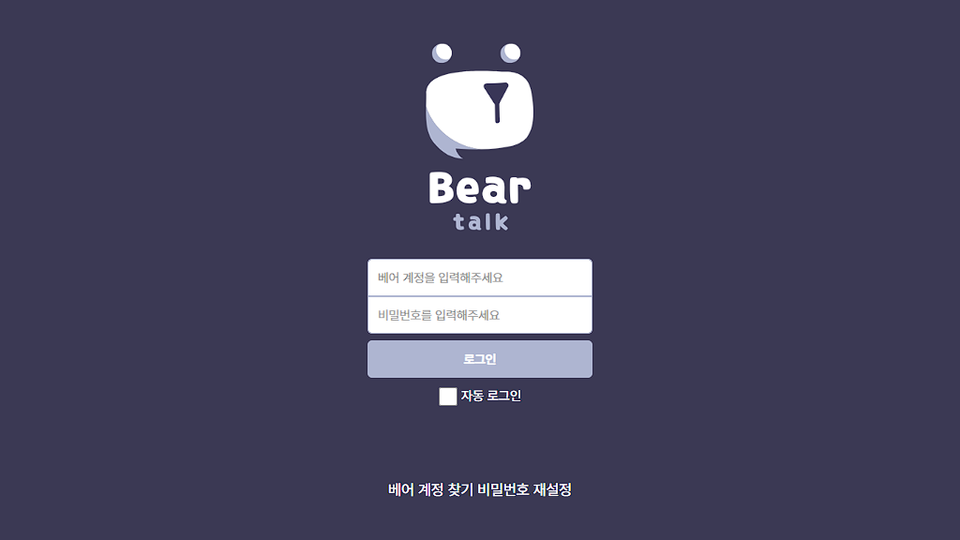 Bear
talk
베어 계정을 입력해주세요
비밀번호를 입력해주세요
로그인
자동 로그인
베어 계정 찾기 비밀번호 재설정